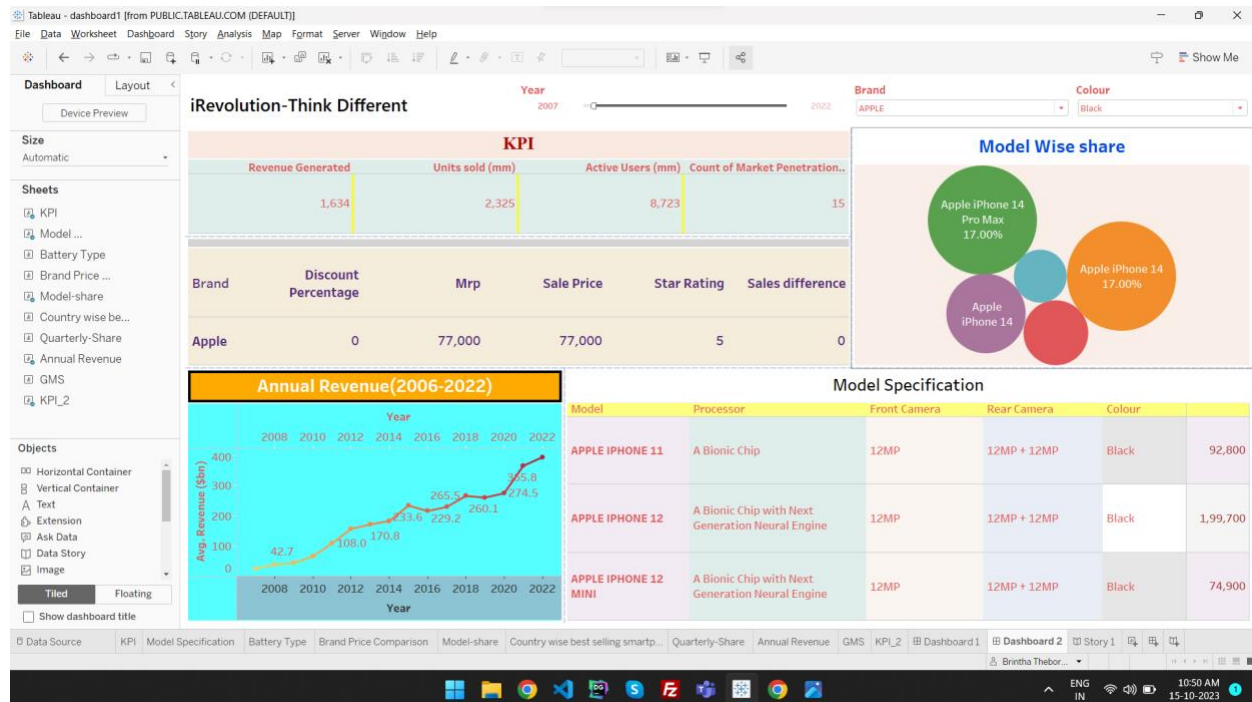 Tableau - dashboard1 [from PUBLIC.TABLEAU.COM (DEFAULT)]
File Data Worksheet Dashboard Story Analysis Map Format Server Window Help
Show Me
Dashboard Layout
Device Preview
Size
Automatic
Sheets
KPI
Model ...
Battery Type
Brand Price ...
Model-share
Country wise be...
Quarterly-Share
Annual Revenue
GMS
KPI_2
Objects
Horizontal Container
Vertical Container
Text
Extension
Ask Data
Data Story
Image
Tiled Floating
Show dashboard title
iRevolution-Think Different
Year
2007 2022
Brand
APPLE
Colour
Black
KPI
Revenue Generated Units sold (mm) Active Users (mm) Count of Market Penetration..
1,634 2,325 8,723 15
Brand Discount Percentage Mrp Sale Price Star Rating Sales difference
Apple 0 77,000 77,000 5 0
Model Wise share
Apple iPhone 14
Pro Max
17.00%
Apple iPhone 14
17.00%
Apple
iPhone 14
Annual Revenue(2006-2022)
Year
2008 2010 2012 2014 2016 2018 2020 2022
Avg. Revenue ($bn)
400
300
200
100
0
42.7
108.0
170.8
233.6
229.2
265.5
260.1
274.5
365.8
2008 2010 2012 2014 2016 2018 2020 2022
Year
Model Specification
Model Processor Front Camera Rear Camera Colour
APPLE IPHONE 11 A Bionic Chip 12MP 12MP + 12MP Black 92,800
APPLE IPHONE 12 A Bionic Chip with Next Generation Neural Engine 12MP 12MP + 12MP Black 1,99,700
APPLE IPHONE 12 MINI A Bionic Chip with Next Generation Neural Engine 12MP 12MP + 12MP Black 74,900
Data Source KPI Model Specification Battery Type Brand Price Comparison Model-share Country wise best selling smartp... Quarterly-Share Annual Revenue GMS KPI_2 Dashboard 1 Dashboard 2 Story 1
Brintha Thebor...
ENG
IN
10:50 AM
15-10-2023
1